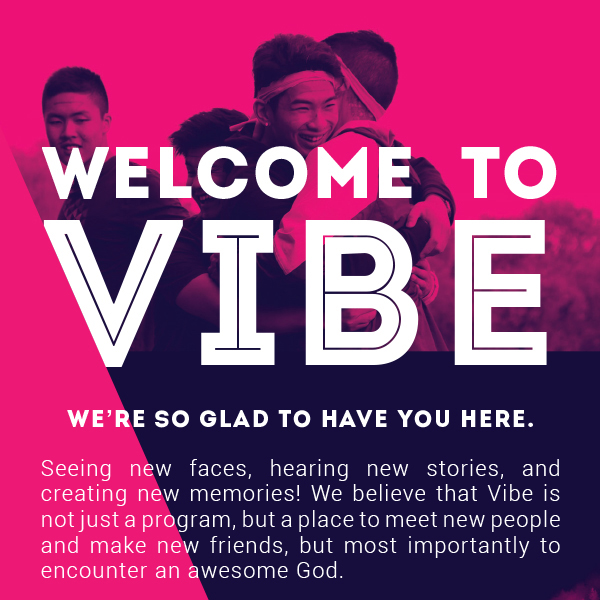 WELCOME TO
VIBE
WE'RE SO GLAD TO HAVE YOU HERE.
Seeing new faces, hearing new stories, and
creating new memories! We believe that Vibe is
not just a program, but a place to meet new people
and make new friends, but most importantly to
encounter an awesome God.